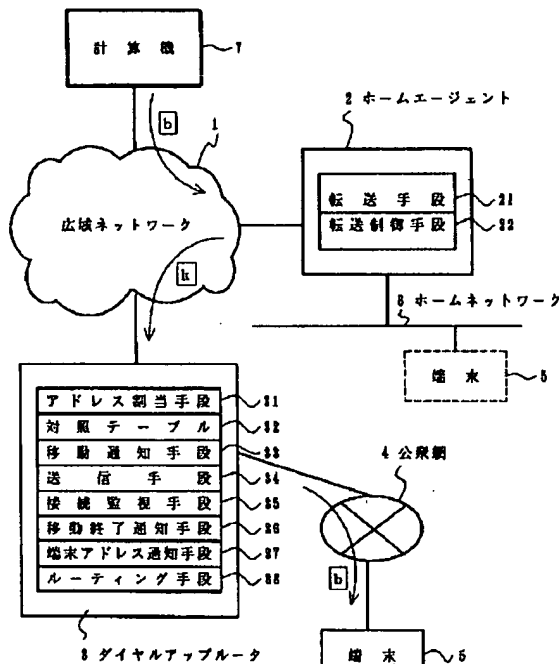 計算機 7
b
1
広域ネットワーク
2 ホームエージェント
転送手段 21
転送制御手段 22
k
6 ホームネットワーク
端末 5
アドレス割当手段 31
対照テーブル 32
移動通知手段 33
送信手段 34
接続監視手段 35
移動終了通知手段 36
端末アドレス通知手段 37
ルーティング手段 38
4 公衆網
b
3 ダイヤルアップルータ
端末 5